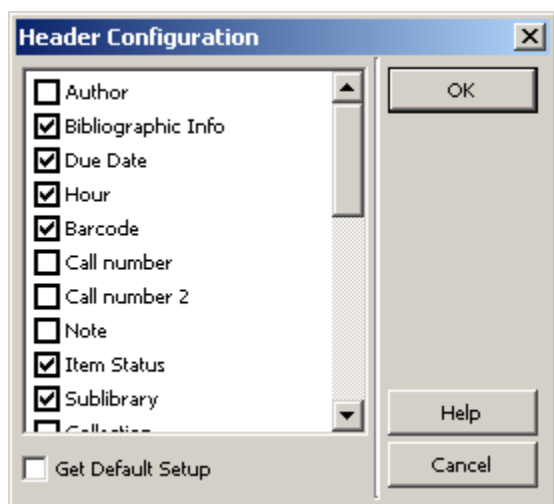 Header Configuration
Author
Bibliographic Info
Due Date
Hour
Barcode
Call number
Call number 2
Note
Item Status
Sublibrary
Get Default Setup
OK
Help
Cancel